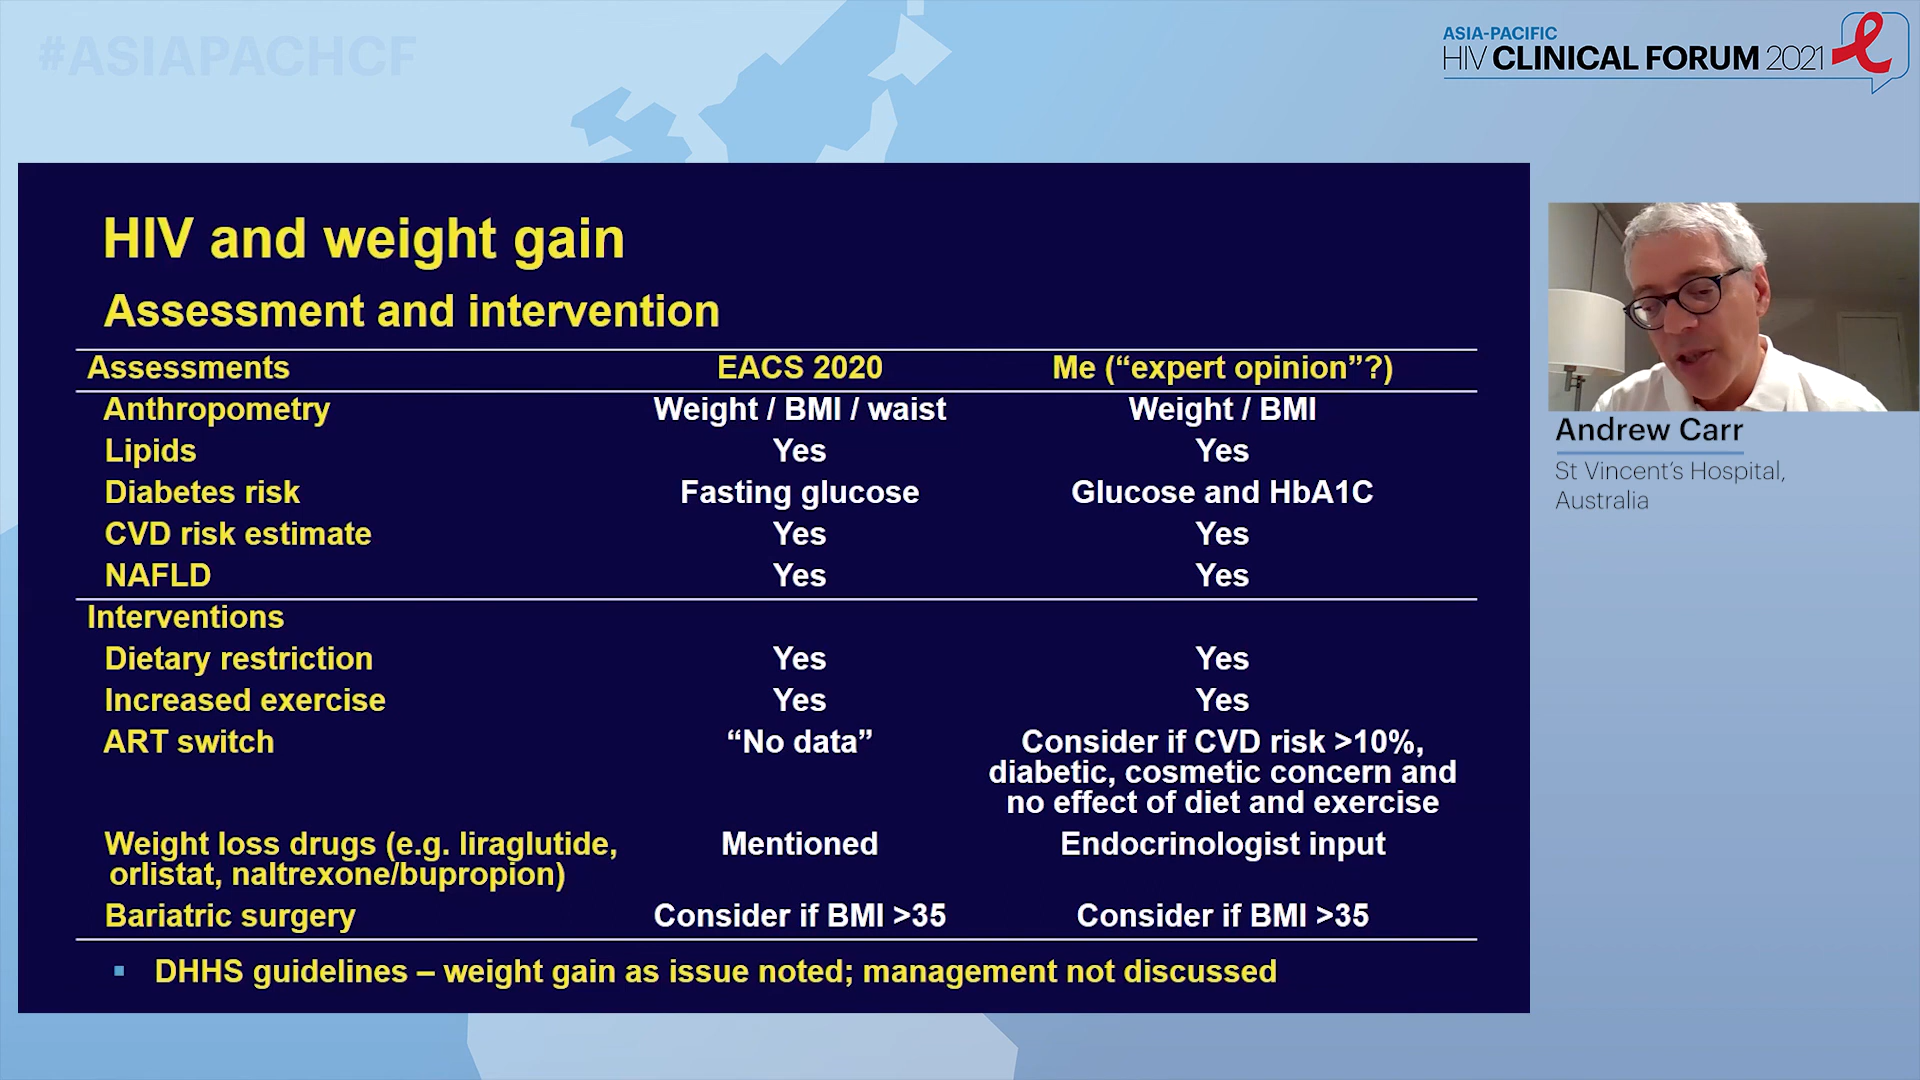 #ASIAPACHCF
ASIA-PACIFIC
HIV CLINICAL FORUM 2021
HIV and weight gain
Assessment and intervention
Assessments EACS 2020 Me (“expert opinion”?)
Anthropometry Weight / BMI / waist Weight / BMI
Lipids Yes Yes
Diabetes risk Fasting glucose Glucose and HbA1C
CVD risk estimate Yes Yes
NAFLD Yes Yes
Interventions
Dietary restriction Yes Yes
Increased exercise Yes Yes
ART switch “No data” Consider if CVD risk >10%,
diabetic, cosmetic concern and
no effect of diet and exercise
Weight loss drugs (e.g. liraglutide, Mentioned Endocrinologist input
orlistat, naltrexone/bupropion)
Bariatric surgery Consider if BMI >35 Consider if BMI >35
▪ DHHS guidelines – weight gain as issue noted; management not discussed
Andrew Carr
St Vincent’s Hospital,
Australia